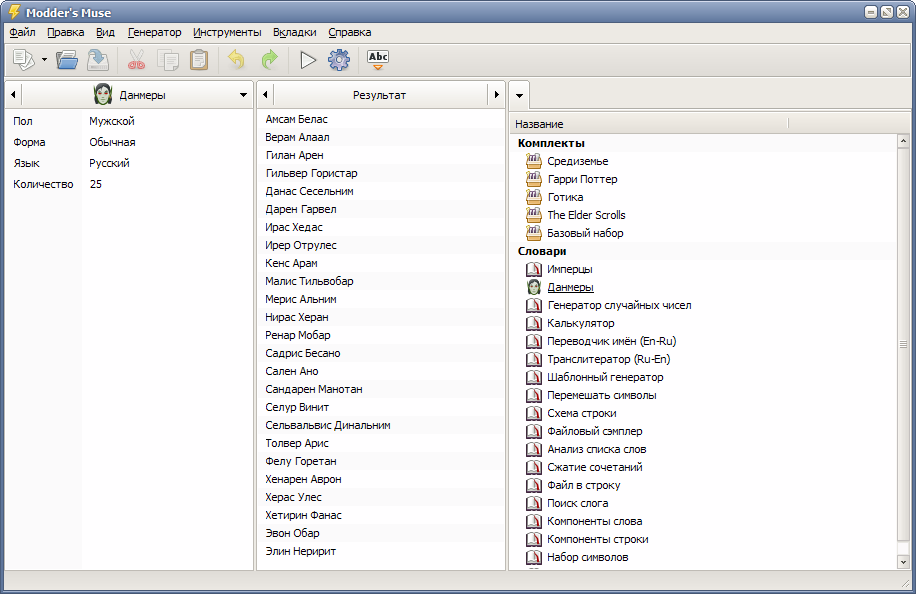 Modder's Muse
Файл Правка Вид Генератор Инструменты Вкладки Справка
Abc
Данмеры
Пол Мужской
Форма Обычная
Язык Русский
Количество 25
Результат
Амсам Белас
Верам Алаал
Гилан Арен
Гильвер Гористар
Данас Сесельним
Дарен Гарвел
Ирас Хедас
Ирер Отрулес
Кенс Арам
Малис Тильвобар
Мерис Альним
Нирас Херан
Ренар Мобар
Садрис Бесано
Сален Ано
Сандарен Манотан
Селур Винит
Сельвальвис Динальним
Толвер Арис
Фелу Горетан
Хенарен Аврон
Херас Улес
Хетирин Фанас
Эвон Обар
Элин Неририт
Название
Комплекты
Средиземье
Гарри Поттер
Готика
The Elder Scrolls
Базовый набор
Словари
Имперцы
Данмеры
Генератор случайных чисел
Калькулятор
Переводчик имён (En-Ru)
Транслитератор (Ru-En)
Шаблонный генератор
Перемешать символы
Схема строки
Файловый сэмплер
Анализ списка слов
Сжатие сочетаний
Файл в строку
Поиск слога
Компоненты слова
Компоненты строки
Набор символов